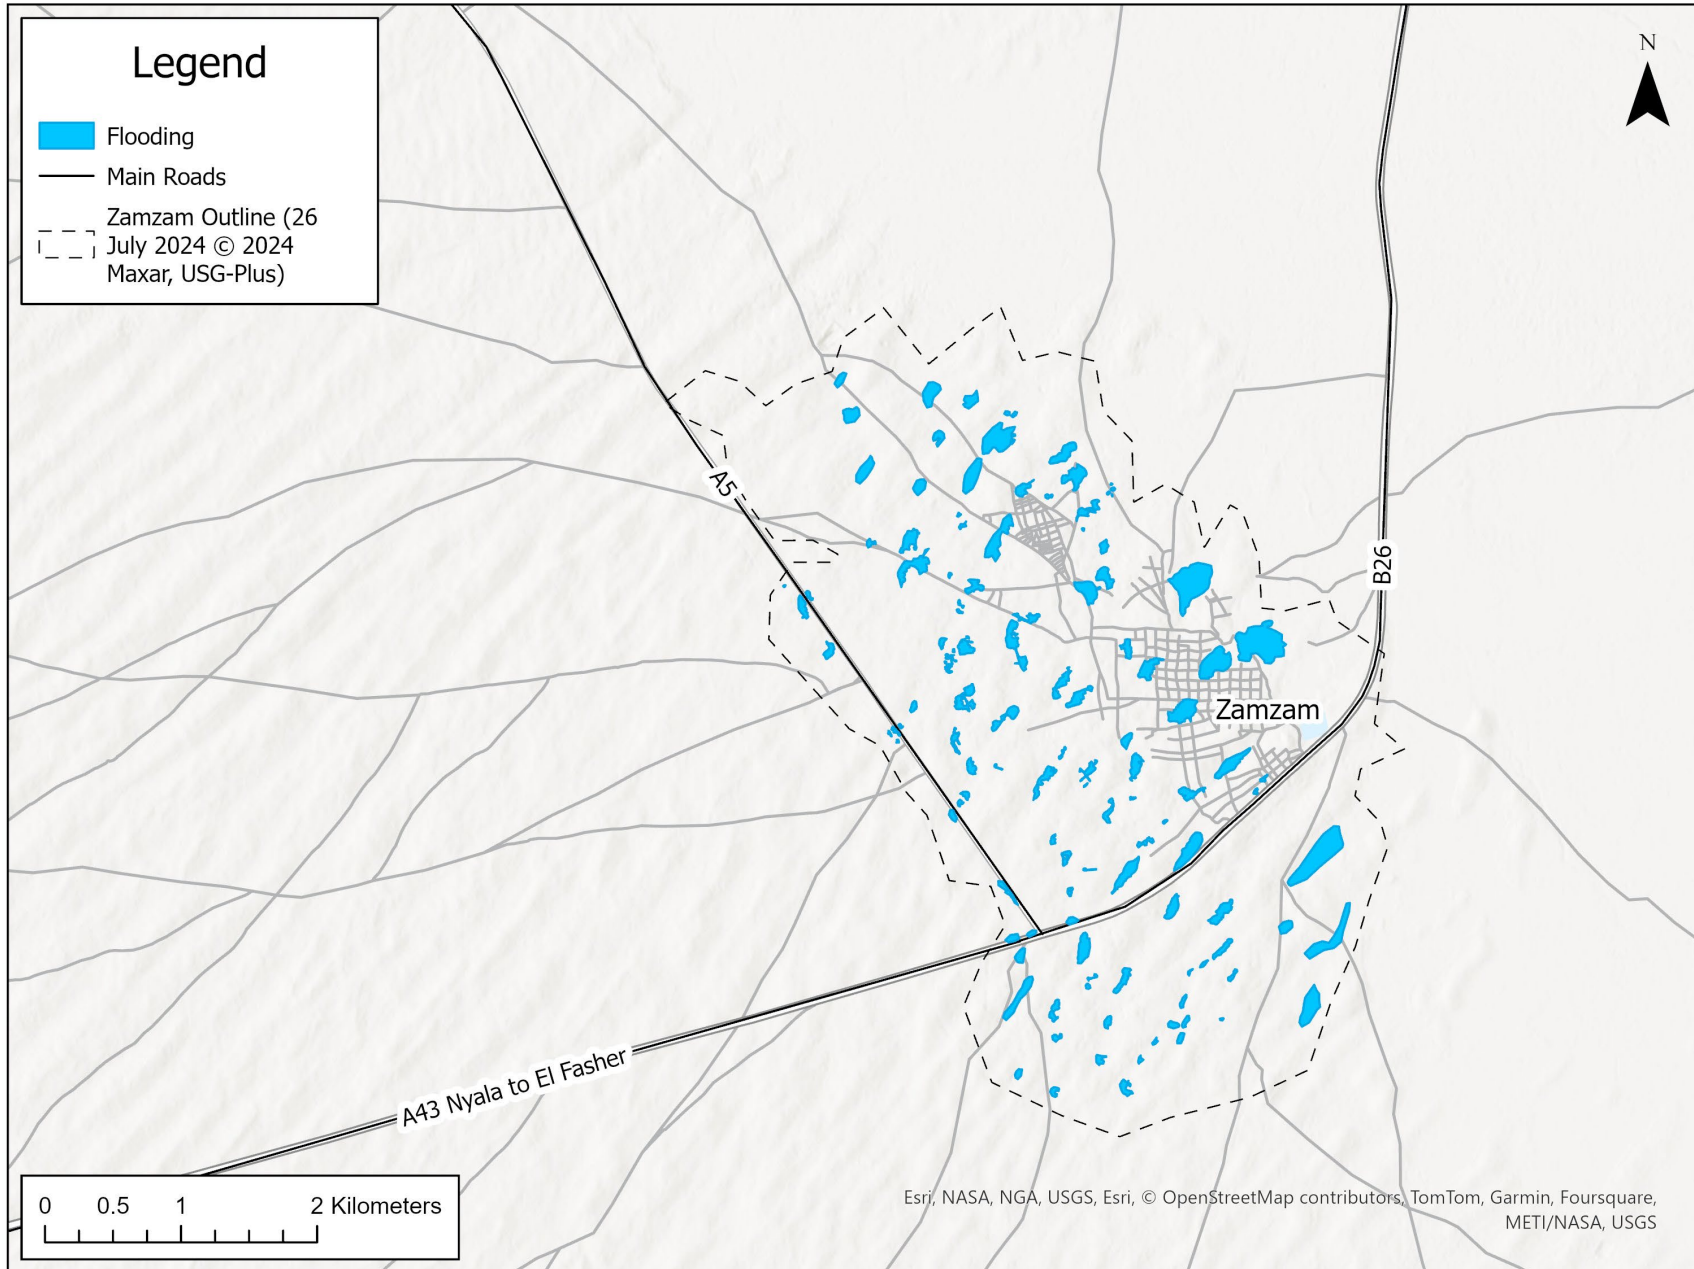 Legend
Flooding
Main Roads
Zamzam Outline (26
July 2024 © 2024
Maxar, USG-Plus)
N
A5
B26
Zamzam
A43 Nyala to El Fasher
0 0.5 1 2 Kilometers
Esri, NASA, NGA, USGS, Esri, © OpenStreetMap contributors, TomTom, Garmin, Foursquare,
METI/NASA, USGS